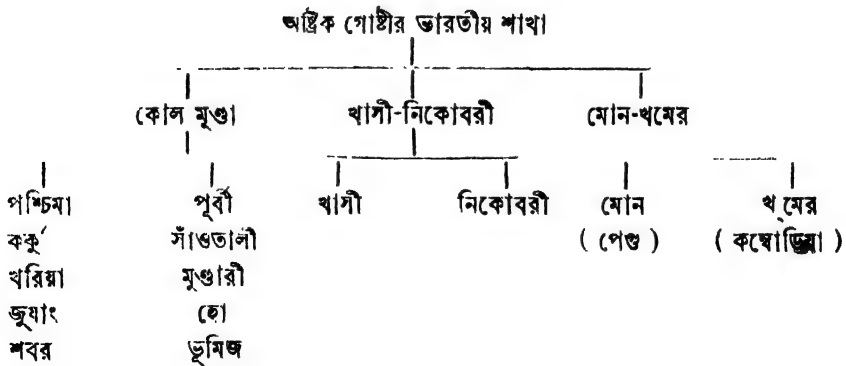 অষ্ট্রিক গোষ্টীর ভারতীয় শাখা
কোল মুণ্ডা খাসী-নিকোবরী মোন-খমের
পশ্চিমা পূর্বী খাসী নিকোবরী মোন খ্মের
কর্কু সাঁওতালী ( পেগু ) ( কম্বোডিয়া )
খরিয়া মুণ্ডারী
জুযাং হো
শবর ভূমিজ